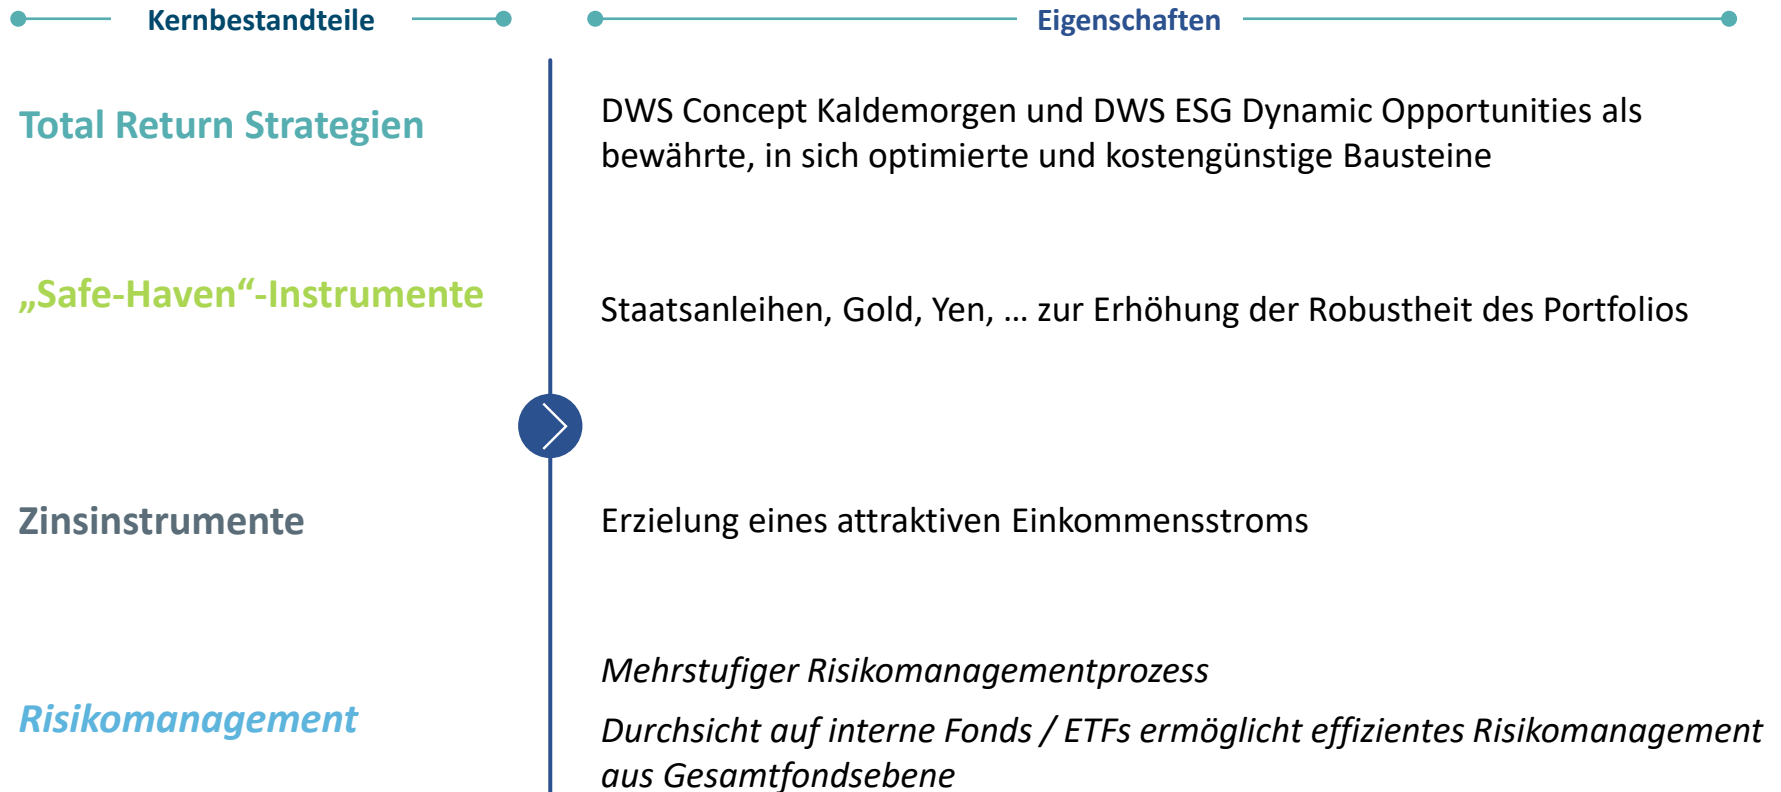 Kernbestandteile
Eigenschaften
Total Return Strategien
DWS Concept Kaldemorgen und DWS ESG Dynamic Opportunities als
bewährte, in sich optimierte und kostengünstige Bausteine
„Safe-Haven“-Instrumente
Staatsanleihen, Gold, Yen, … zur Erhöhung der Robustheit des Portfolios
Zinsinstrumente
Erzielung eines attraktiven Einkommensstroms
Risikomanagement
Mehrstufiger Risikomanagementprozess
Durchsicht auf interne Fonds / ETFs ermöglicht effizientes Risikomanagement
aus Gesamtfondsebene